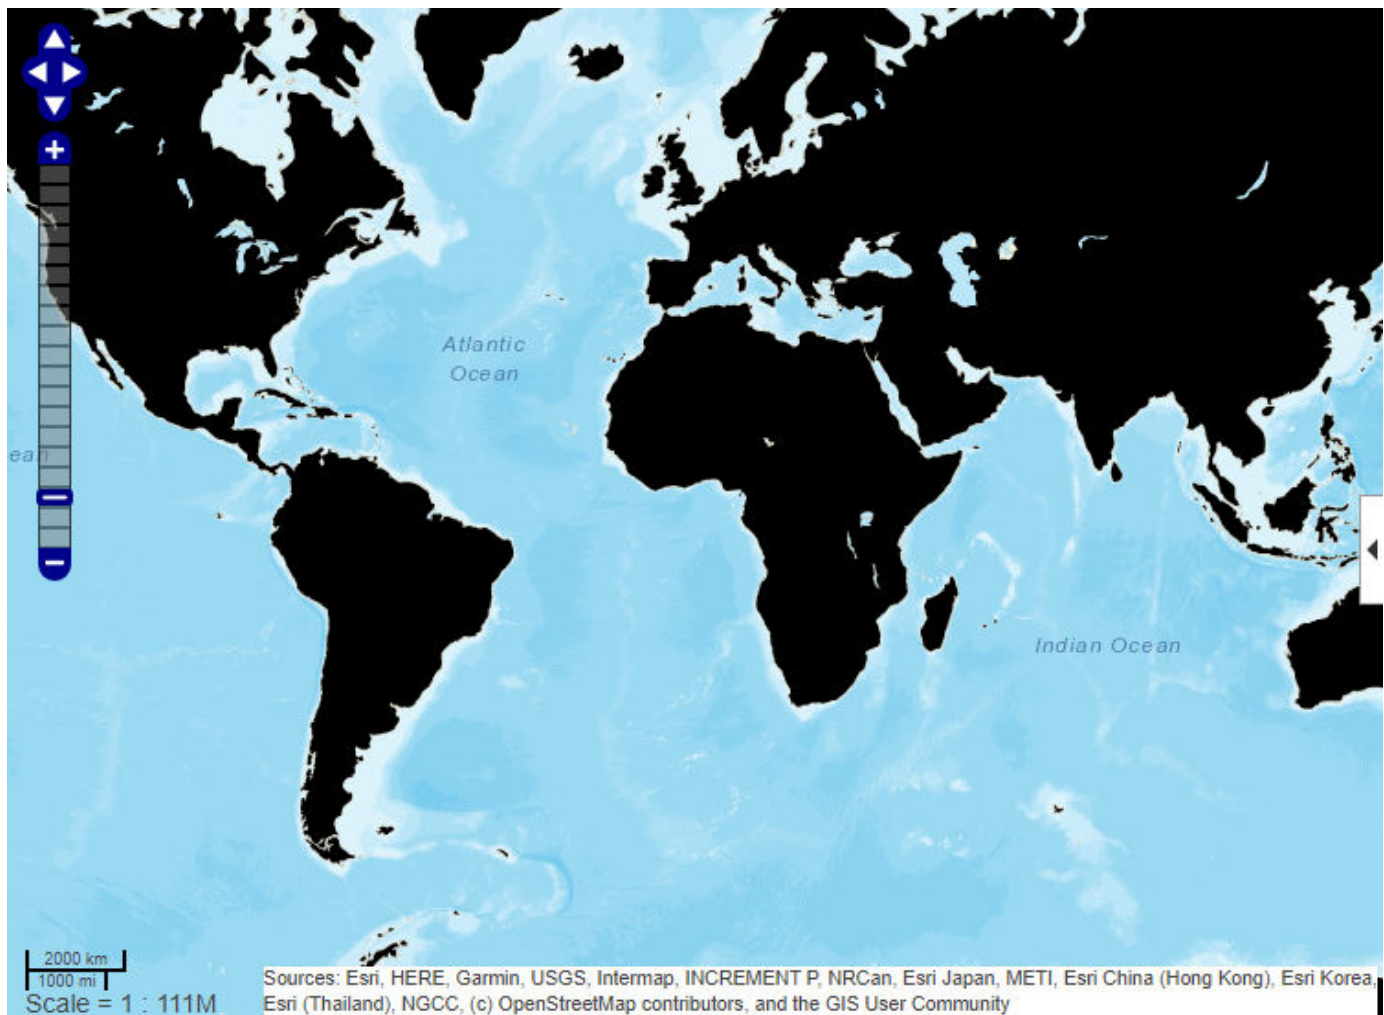 Atlantic
Ocean
ean
Indian Ocean
2000 km
1000 mi
Scale = 1 : 111M
Sources: Esri, HERE, Garmin, USGS, Intermap, INCREMENT P, NRCan, Esri Japan, METI, Esri China (Hong Kong), Esri Korea,
Esri (Thailand), NGCC, (c) OpenStreetMap contributors, and the GIS User Community